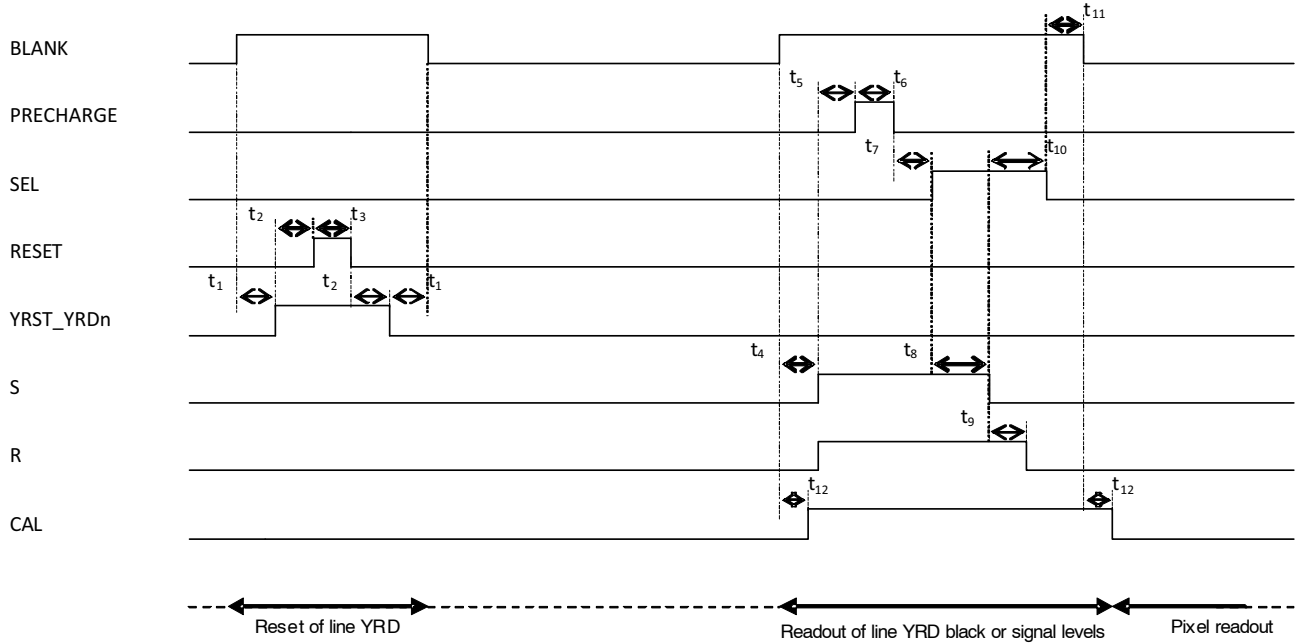 t11
BLANK
t5 t6
PRECHARGE
t7 t10
SEL
t2 t3
RESET
t1 t2 t1
YRST_YRDn
t4 t8
S
t9
R
t12 t12
CAL
Reset of line YRD Readout of line YRD black or signal levels Pixel readout